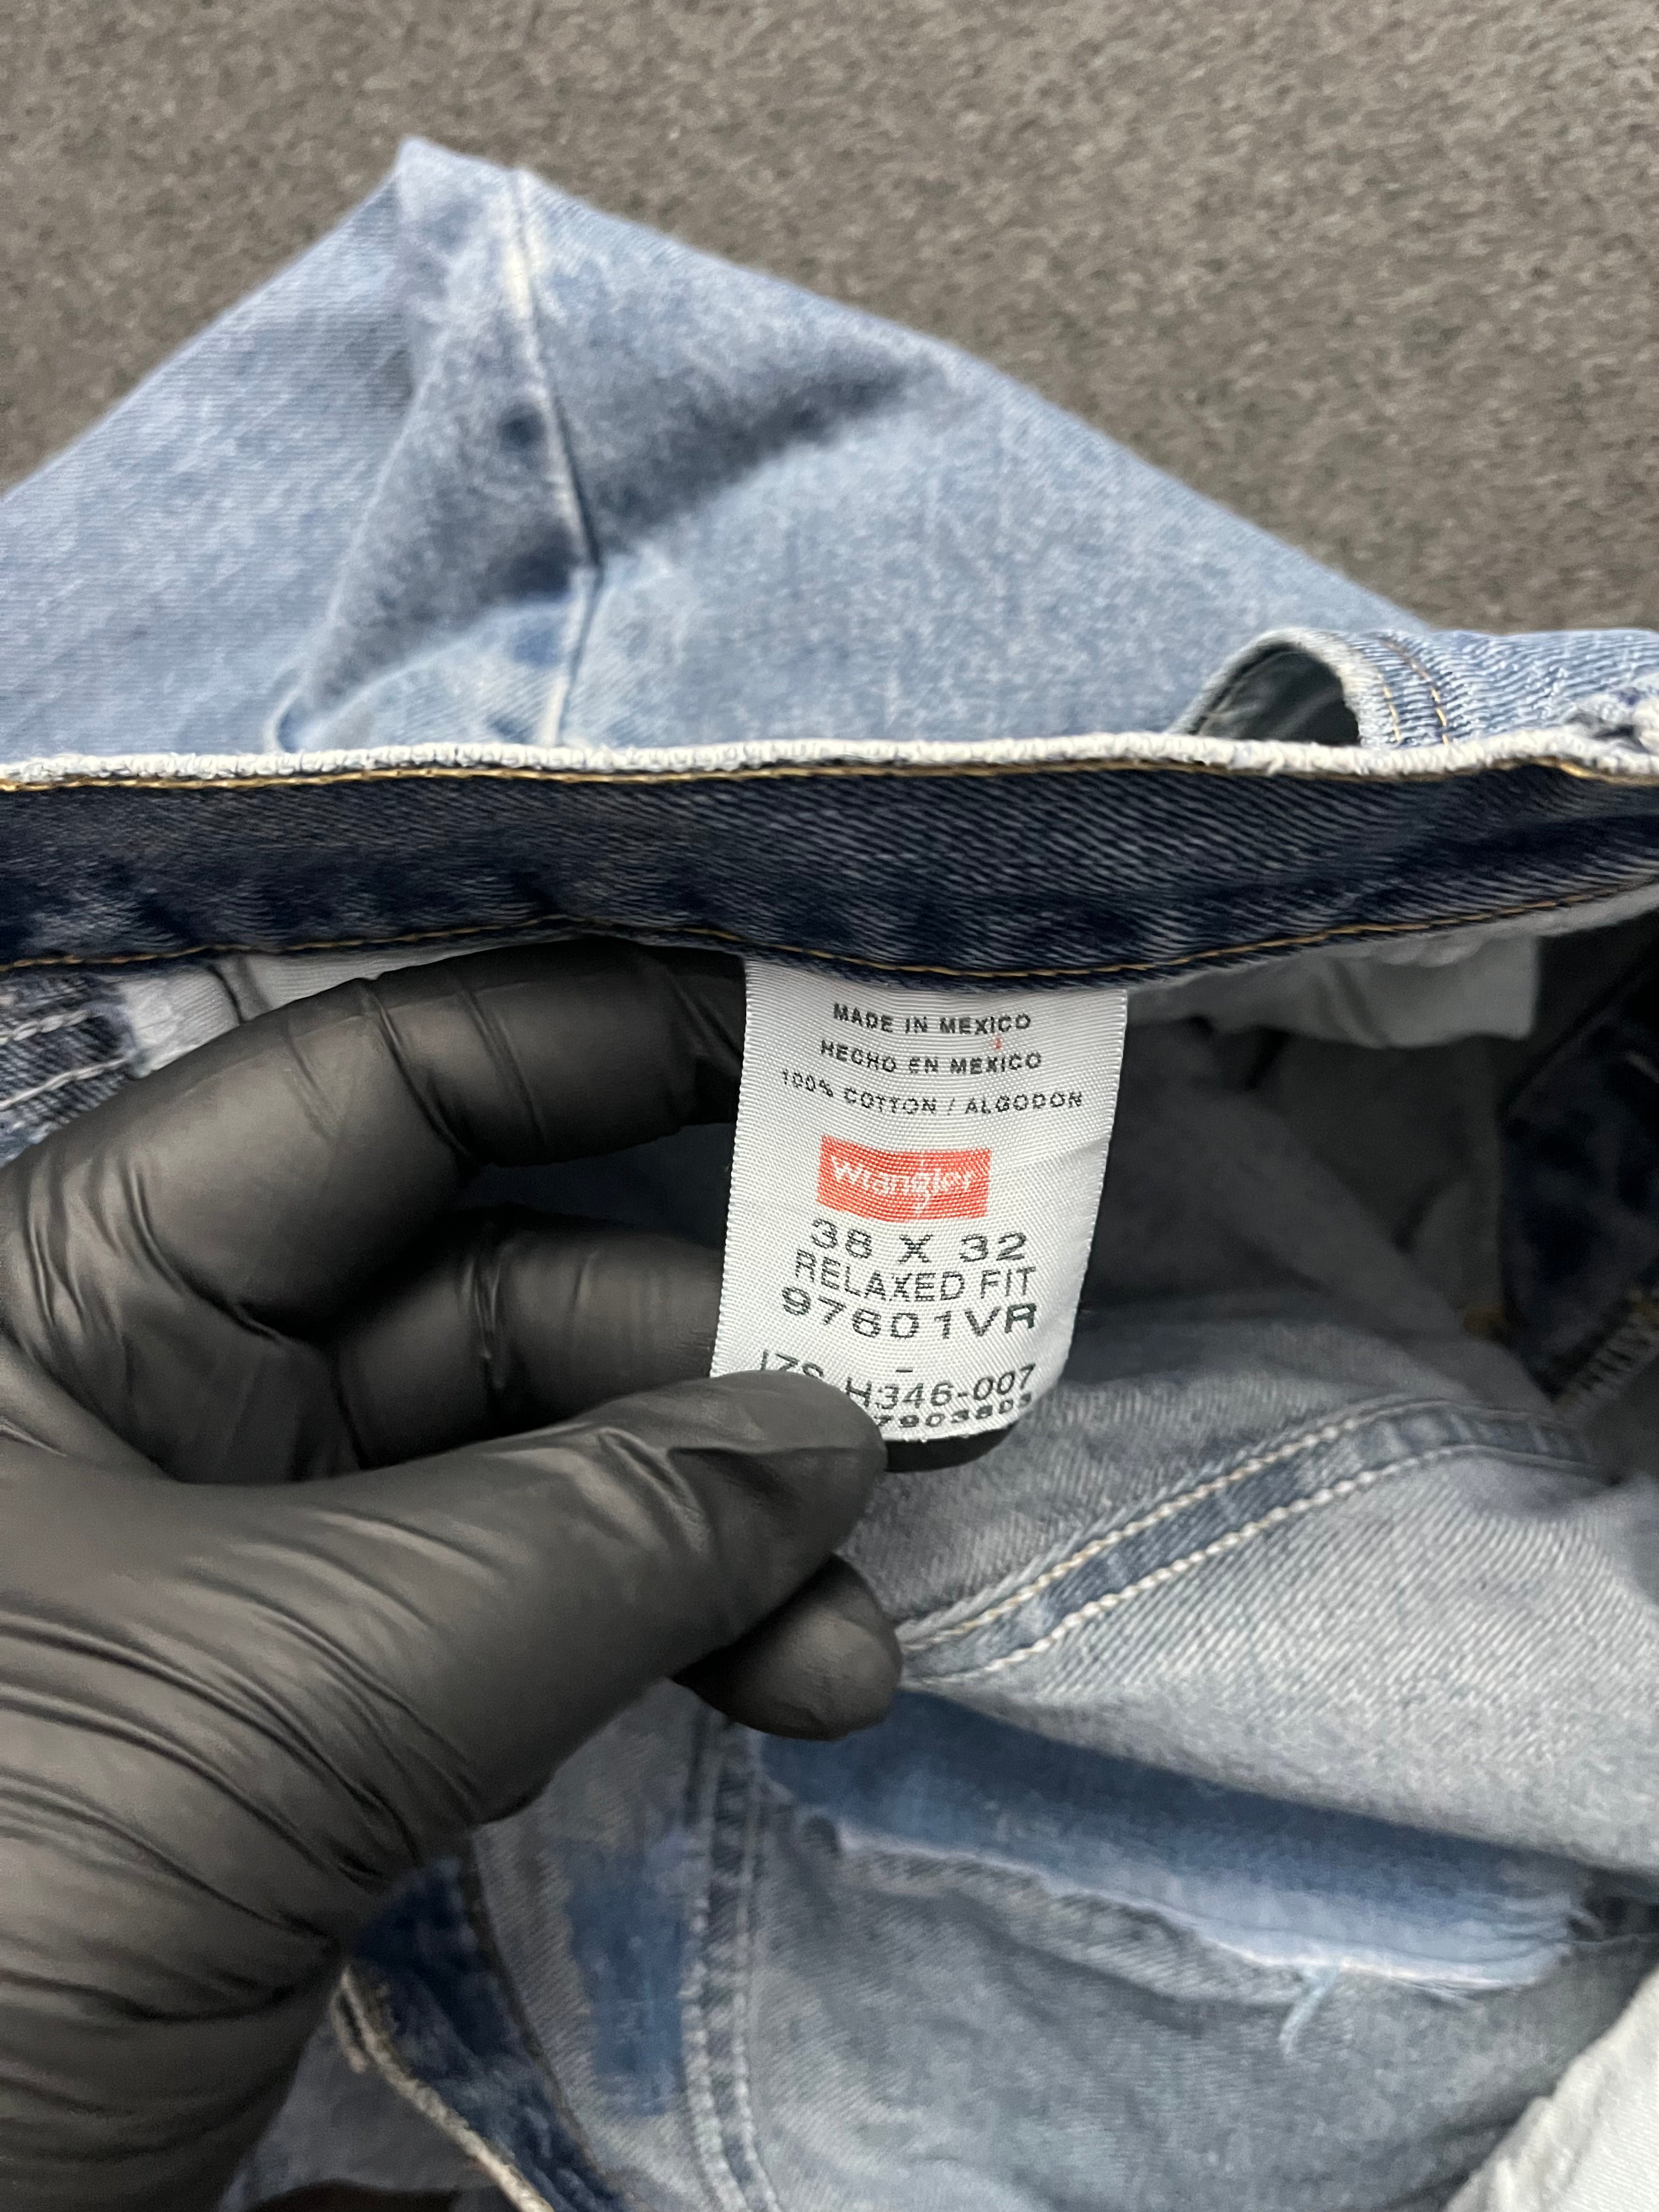 MADE IN MEXICO
HECHO EN MEXICO
100% COTTON / ALGODON
Wrangler
38 X 32
RELAXED FIT
97601VR
-
H346-007